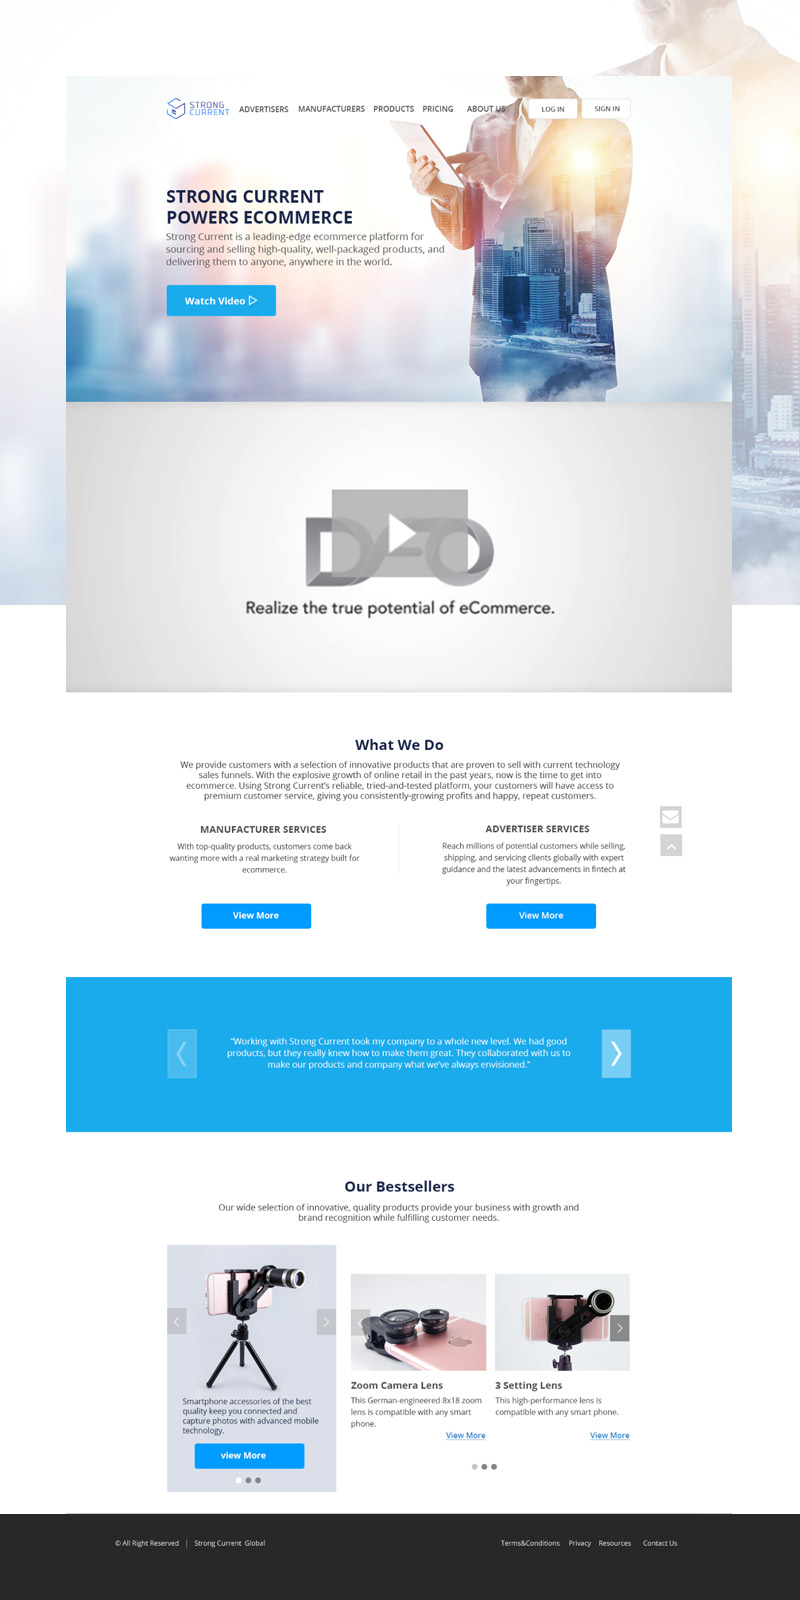 STRONG
CURRENT
ADVERTISERS MANUFACTURERS PRODUCTS PRICING ABOUT US LOG IN SIGN IN
STRONG CURRENT
POWERS ECOMMERCE
Strong Current is a leading-edge ecommerce platform for
sourcing and selling high-quality, well-packaged products, and
delivering them to anyone, anywhere in the world.
Watch Video
Realize the true potential of eCommerce.
What We Do
We provide customers with a selection of innovative products that are proven to sell with current technology
sales funnels. With the explosive growth of online retail in the past years, now is the time to get into
ecommerce. Using Strong Current's reliable, tried-and-tested platform, your customers will have access to
premium customer service, giving you consistently-growing profits and happy, repeat customers.
MANUFACTURER SERVICES
With top-quality products, customers come back
wanting more with a real marketing strategy built for
ecommerce.
View More
ADVERTISER SERVICES
Reach millions of potential customers while selling,
shipping, and servicing clients globally with expert
guidance and the latest advancements in fintech at
your fingertips.
View More
“Working with Strong Current took my company to a whole new level. We had good
products, but they really knew how to make them great. They collaborated with us to
make our products and company what we've always envisioned.”
Our Bestsellers
Our wide selection of innovative, quality products provide your business with growth and
brand recognition while fulfilling customer needs.
Smartphone accessories of the best
quality keep you connected and
capture photos with advanced mobile
technology.
view More
Zoom Camera Lens
This German-engineered 8x18 zoom
lens is compatible with any smart
phone.
View More
3 Setting Lens
This high-performance lens is
compatible with any smart phone.
View More
© All Right Reserved | Strong Current Global
Terms&Conditions Privacy Resources Contact Us